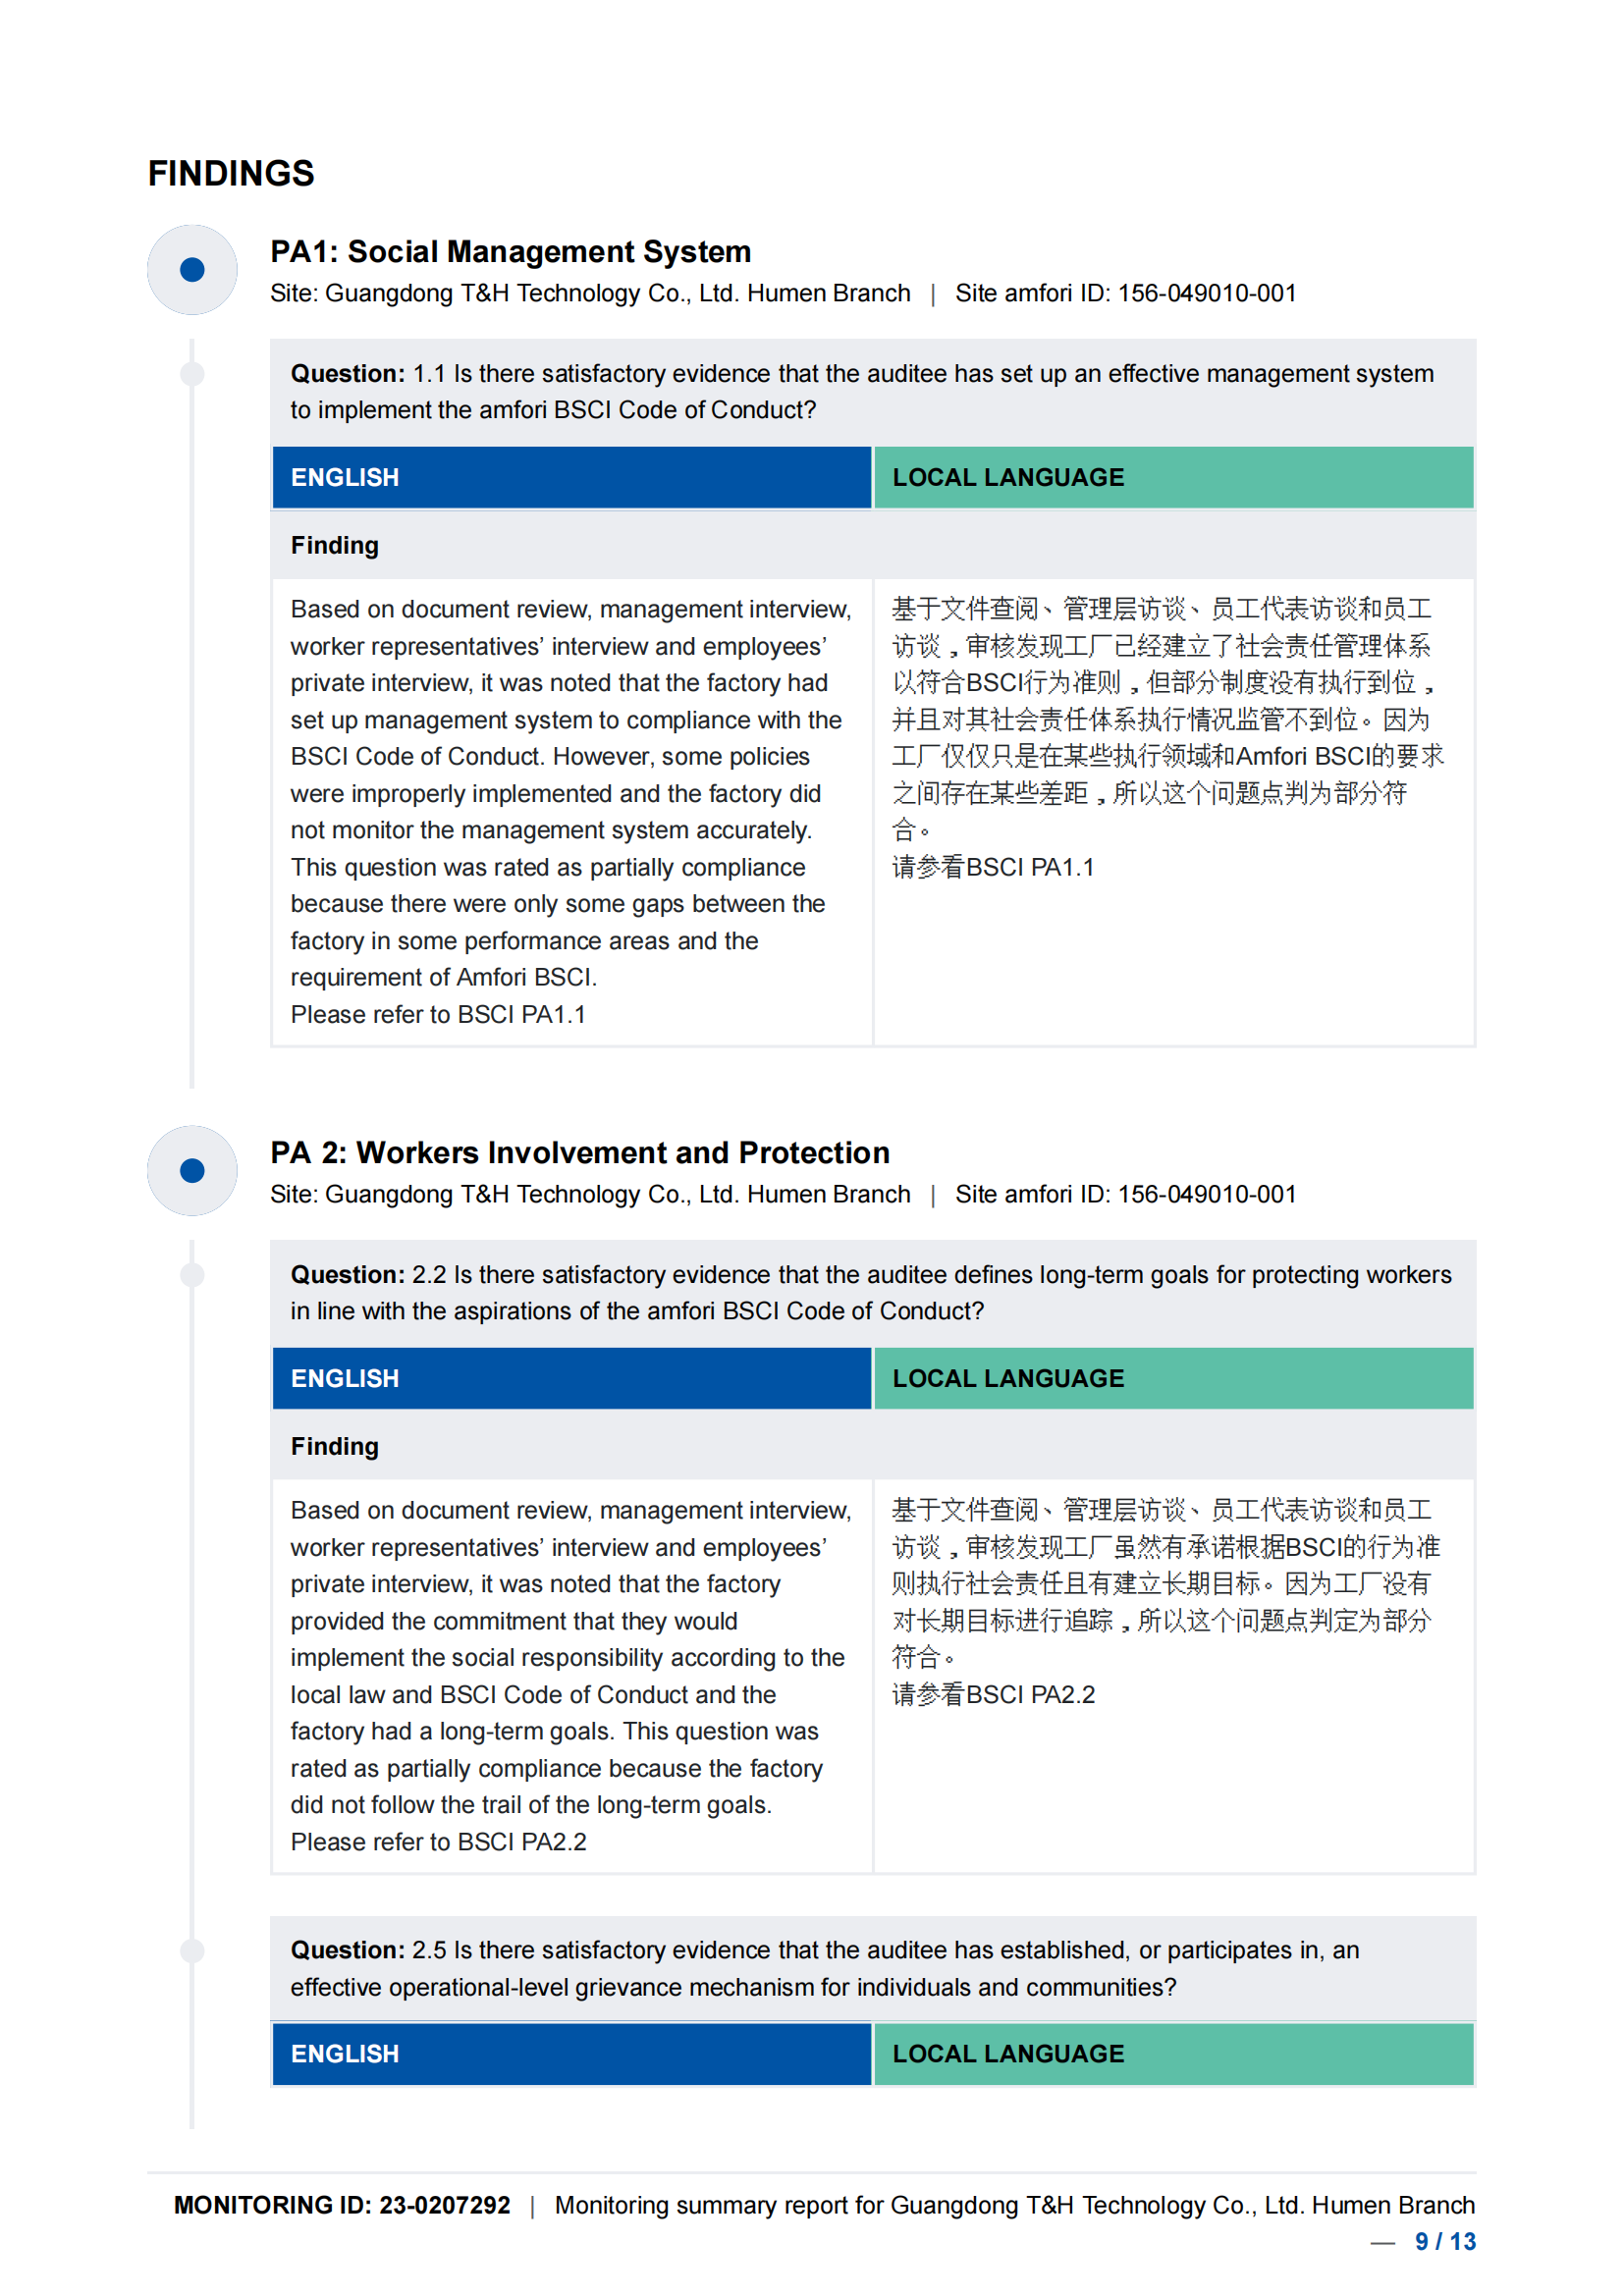 FINDINGS
PA1: Social Management System
Site: Guangdong T&H Technology Co., Ltd. Humen Branch | Site amfori ID: 156-049010-001
Question: 1.1 Is there satisfactory evidence that the auditee has set up an effective management system
to implement the amfori BSCI Code of Conduct?
ENGLISH
LOCAL LANGUAGE
Finding
Based on document review, management interview,
worker representatives’ interview and employees’
private interview, it was noted that the factory had
set up management system to compliance with the
BSCI Code of Conduct. However, some policies
were improperly implemented and the factory did
not monitor the management system accurately.
This question was rated as partially compliance
because there were only some gaps between the
factory in some performance areas and the
requirement of Amfori BSCI.
Please refer to BSCI PA1.1
基于文件查阅、管理层访谈、员工代表访谈和员工
访谈，审核发现工厂已经建立了社会责任管理体系
以符合BSCI行为准则，但部分制度没有执行到位，
并且对其社会责任体系执行情况监管不到位。因为
工厂仅仅只是在某些执行领域和Amfori BSCI的要求
之间存在某些差距，所以这个问题点判为部分符
合。
请参看BSCI PA1.1
PA 2: Workers Involvement and Protection
Site: Guangdong T&H Technology Co., Ltd. Humen Branch | Site amfori ID: 156-049010-001
Question: 2.2 Is there satisfactory evidence that the auditee defines long-term goals for protecting workers
in line with the aspirations of the amfori BSCI Code of Conduct?
ENGLISH
LOCAL LANGUAGE
Finding
Based on document review, management interview,
worker representatives’ interview and employees’
private interview, it was noted that the factory
provided the commitment that they would
implement the social responsibility according to the
local law and BSCI Code of Conduct and the
factory had a long-term goals. This question was
rated as partially compliance because the factory
did not follow the trail of the long-term goals.
Please refer to BSCI PA2.2
基于文件查阅、管理层访谈、员工代表访谈和员工
访谈，审核发现工厂虽然有承诺根据BSCI的行为准
则执行社会责任且有建立长期目标。因为工厂没有
对长期目标进行追踪，所以这个问题点判定为部分
符合。
请参看BSCI PA2.2
Question: 2.5 Is there satisfactory evidence that the auditee has established, or participates in, an
effective operational-level grievance mechanism for individuals and communities?
ENGLISH
LOCAL LANGUAGE
MONITORING ID: 23-0207292 | Monitoring summary report for Guangdong T&H Technology Co., Ltd. Humen Branch
— 9 / 13